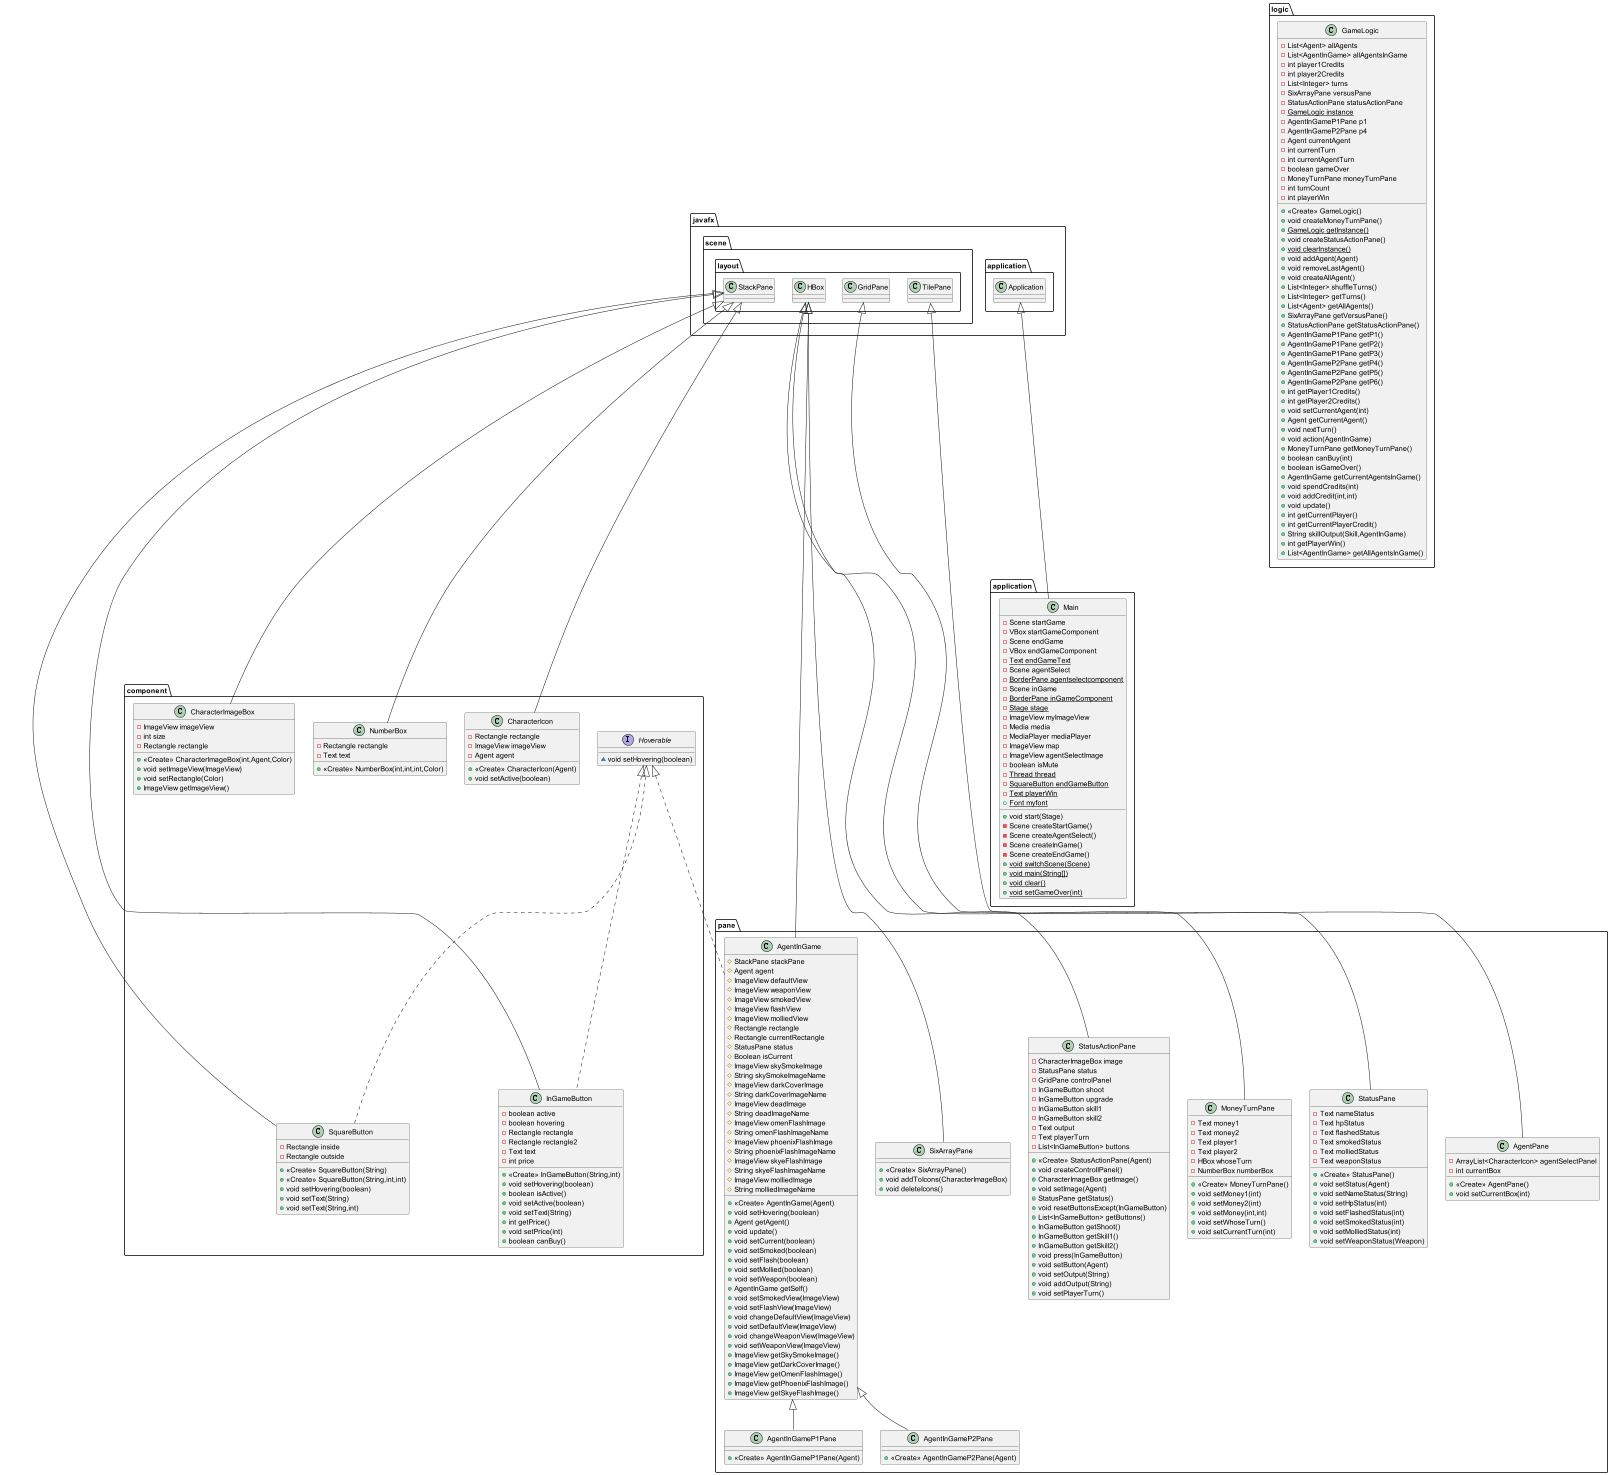 logic
GameLogic
List<Agent> allAgents
List<AgentInGame> allAgentsInGame
int player1Credits
int player2Credits
List<Integer> turns
SixArrayPane versusPane
StatusActionPane statusActionPane
GameLogic instance
AgentInGameP1Pane p1
AgentInGameP2Pane p4
Agent currentAgent
int currentTurn
int currentAgentTurn
boolean gameOver
MoneyTurnPane moneyTurnPane
int turnCount
int playerWin
«Create» GameLogic()
void createMoneyTurnPane()
GameLogic getInstance()
void createStatusActionPane()
void clearInstance()
void addAgent(Agent)
void removeLastAgent()
void createAllAgent()
List<Integer> shuffleTurns()
List<Integer> getTurns()
List<Agent> getAllAgents()
SixArrayPane getVersusPane()
StatusActionPane getStatusActionPane()
AgentInGameP1Pane getP1()
AgentInGameP1Pane getP2()
AgentInGameP1Pane getP3()
AgentInGameP2Pane getP4()
AgentInGameP2Pane getP5()
AgentInGameP2Pane getP6()
int getPlayer1Credits()
int getPlayer2Credits()
void setCurrentAgent(int)
Agent getCurrentAgent()
void nextTurn()
void action(AgentInGame)
MoneyTurnPane getMoneyTurnPane()
boolean canBuy(int)
boolean isGameOver()
AgentInGame getCurrentAgentsInGame()
void spendCredits(int)
void addCredit(int,int)
void update()
int getCurrentPlayer()
int getCurrentPlayerCredit()
String skillOutput(Skill,AgentInGame)
int getPlayerWin()
List<AgentInGame> getAllAgentsInGame()
javafx
scene
layout
StackPane
HBox
GridPane
TilePane
application
Application
application
Main
Scene startGame
VBox startGameComponent
Scene endGame
VBox endGameComponent
Text endGameText
Scene agentSelect
BorderPane agentselectcomponent
Scene inGame
BorderPane inGameComponent
Stage stage
ImageView myImageView
Media media
MediaPlayer mediaPlayer
ImageView map
ImageView agentSelectImage
boolean isMute
Thread thread
SquareButton endGameButton
Text playerWin
Font myfont
void start(Stage)
Scene createStartGame()
Scene createAgentSelect()
Scene createInGame()
Scene createEndGame()
void switchScene(Scene)
void main(String[])
void clear()
void setGameOver(int)
component
CharacterImageBox
ImageView imageView
int size
Rectangle rectangle
«Create» CharacterImageBox(int,Agent,Color)
void setImageView(ImageView)
void setRectangle(Color)
ImageView getImageView()
NumberBox
Rectangle rectangle
Text text
«Create» NumberBox(int,int,int,Color)
CharacterIcon
Rectangle rectangle
ImageView imageView
Agent agent
«Create» CharacterIcon(Agent)
void setActive(boolean)
Hoverable
void setHovering(boolean)
SquareButton
Rectangle inside
Rectangle outside
«Create» SquareButton(String)
«Create» SquareButton(String,int,int)
void setHovering(boolean)
void setText(String)
void setText(String,int)
InGameButton
boolean active
boolean hovering
Rectangle rectangle
Rectangle rectangle2
Text text
int price
«Create» InGameButton(String,int)
void setHovering(boolean)
boolean isActive()
void setActive(boolean)
void setText(String)
int getPrice()
void setPrice(int)
boolean canBuy()
pane
AgentInGame
StackPane stackPane
Agent agent
ImageView defaultView
ImageView weaponView
ImageView smokedView
ImageView flashView
ImageView molliedView
Rectangle rectangle
Rectangle currentRectangle
StatusPane status
Boolean isCurrent
ImageView skySmokeImage
String skySmokeImageName
ImageView darkCoverImage
String darkCoverImageName
ImageView deadImage
String deadImageName
ImageView omenFlashImage
String omenFlashImageName
ImageView phoenixFlashImage
String phoenixFlashImageName
ImageView skyeFlashImage
String skyeFlashImageName
ImageView molliedImage
String molliedImageName
«Create» AgentInGame(Agent)
void setHovering(boolean)
Agent getAgent()
void update()
void setCurrent(boolean)
void setSmoked(boolean)
void setFlash(boolean)
void setMollied(boolean)
void setWeapon(boolean)
AgentInGame getSelf()
void setSmokedView(ImageView)
void setFlashView(ImageView)
void changeDefaultView(ImageView)
void setDefaultView(ImageView)
void changeWeaponView(ImageView)
void setWeaponView(ImageView)
ImageView getSkySmokeImage()
ImageView getDarkCoverImage()
ImageView getOmenFlashImage()
ImageView getPhoenixFlashImage()
ImageView getSkyeFlashImage()
SixArrayPane
«Create» SixArrayPane()
void addToIcons(CharacterImageBox)
void deleteIcons()
StatusActionPane
CharacterImageBox image
StatusPane status
GridPane controlPanel
InGameButton shoot
InGameButton upgrade
InGameButton skill1
InGameButton skill2
Text output
Text playerTurn
List<InGameButton> buttons
«Create» StatusActionPane(Agent)
void createControllPanel()
CharacterImageBox getImage()
void setImage(Agent)
StatusPane getStatus()
void resetButtonsExcept(InGameButton)
List<InGameButton> getButtons()
InGameButton getShoot()
InGameButton getSkill1()
InGameButton getSkill2()
void press(InGameButton)
void setButton(Agent)
void setOutput(String)
void addOutput(String)
void setPlayerTurn()
MoneyTurnPane
Text money1
Text money2
Text player1
Text player2
HBox whoseTurn
NumberBox numberBox
«Create» MoneyTurnPane()
void setMoney1(int)
void setMoney2(int)
void setMoney(int,int)
void setWhoseTurn()
void setCurrentTurn(int)
StatusPane
Text nameStatus
Text hpStatus
Text flashedStatus
Text smokedStatus
Text molliedStatus
Text weaponStatus
«Create» StatusPane()
void setStatus(Agent)
void setNameStatus(String)
void setHpStatus(int)
void setFlashedStatus(int)
void setSmokedStatus(int)
void setMolliedStatus(int)
void setWeaponStatus(Weapon)
AgentPane
ArrayList<CharacterIcon> agentSelectPanel
int currentBox
«Create» AgentPane()
void setCurrentBox(int)
AgentInGameP1Pane
«Create» AgentInGameP1Pane(Agent)
AgentInGameP2Pane
«Create» AgentInGameP2Pane(Agent)